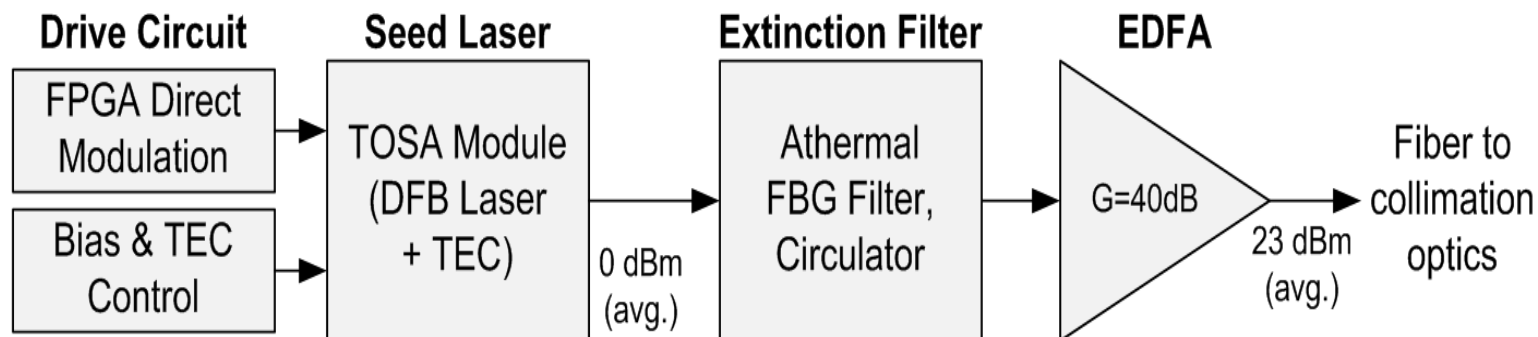 Drive Circuit
Seed Laser
Extinction Filter
EDFA
FPGA Direct
Modulation
Bias & TEC
Control
TOSA Module
(DFB Laser
+ TEC)
0 dBm
(avg.)
Athermal
FBG Filter,
Circulator
G=40dB
23 dBm
(avg.)
Fiber to
collimation
optics